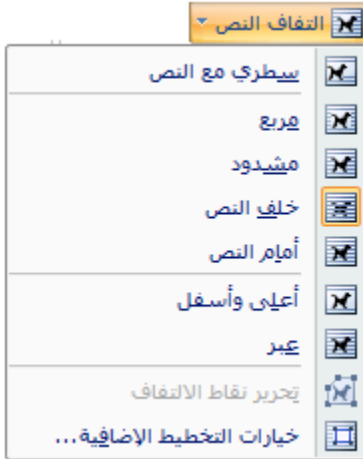 التفاف النص
سطري مع النص
مربع
مشدود
خلف النص
أمام النص
أعلى وأسفل
عبر
تحرير نقاط الالتفاف
خيارات التخطيط الإضافية...